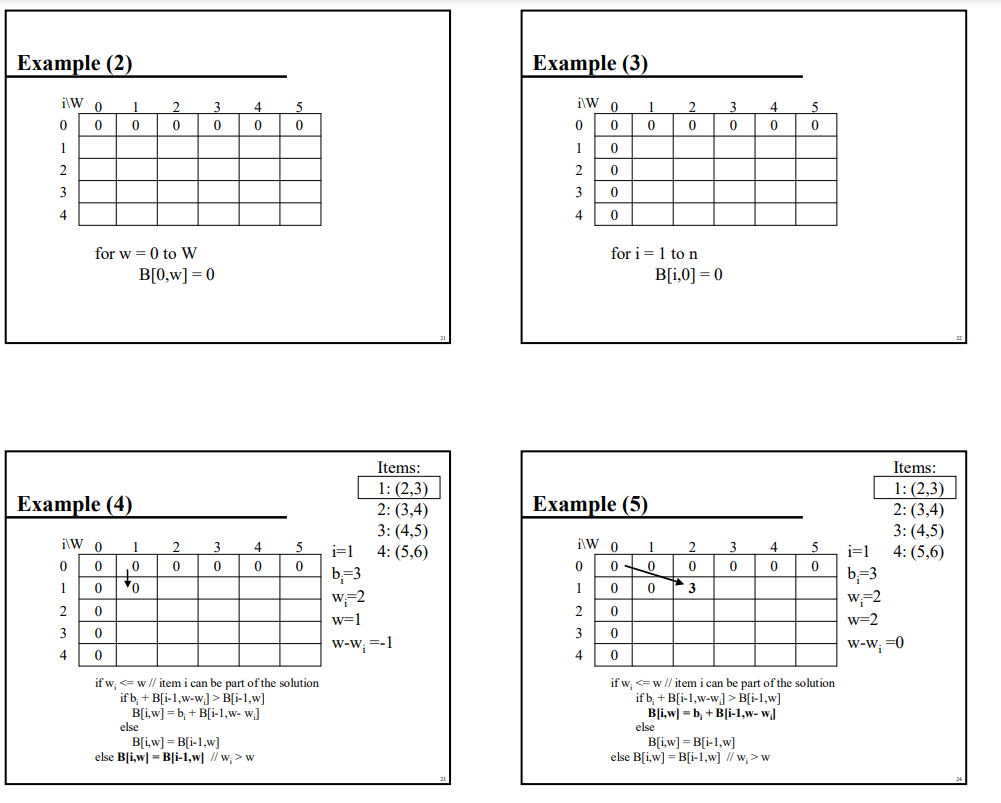 Example (2)
i\W 0 1 2 3 4 5
0 0 0 0 0 0 0
1
2
3
4
for w = 0 to W
B[0,w] = 0
21
Example (3)
i\W 0 1 2 3 4 5
0 0 0 0 0 0 0
1 0
2 0
3 0
4 0
for i = 1 to n
B[i,0] = 0
22
Items:
1: (2,3)
2: (3,4)
3: (4,5)
4: (5,6)
Example (4)
i\W 0 1 2 3 4 5
0 0 0 0 0 0 0
1 0 0
2 0
3 0
4 0
i=1
bi=3
wi=2
w=1
w-wi =-1
if wi <= w // item i can be part of the solution
if bi + B[i-1,w-wi] > B[i-1,w]
B[i,w] = bi + B[i-1,w- wi]
else
B[i,w] = B[i-1,w]
else B[i,w] = B[i-1,w] // wi > w
23
Items:
1: (2,3)
2: (3,4)
3: (4,5)
4: (5,6)
Example (5)
i\W 0 1 2 3 4 5
0 0 0 0 0 0 0
1 0 0 3
2 0
3 0
4 0
i=1
bi=3
wi=2
w=2
w-wi =0
if wi <= w // item i can be part of the solution
if bi + B[i-1,w-wi] > B[i-1,w]
B[i,w] = bi + B[i-1,w- wi]
else
B[i,w] = B[i-1,w]
else B[i,w] = B[i-1,w] // wi > w
24